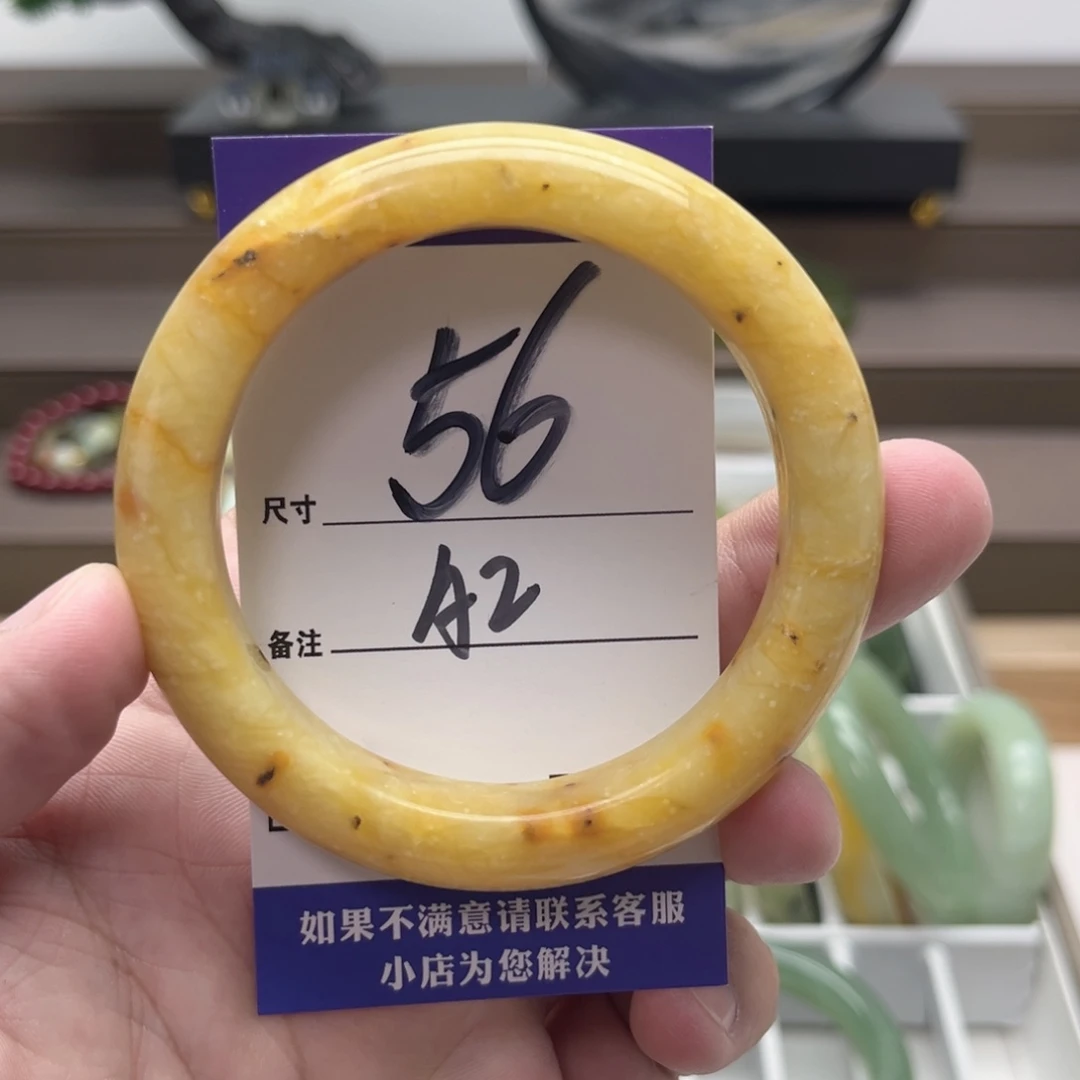 尺寸 56
备注 A2
如果不满意请联系客服
小店为您解决